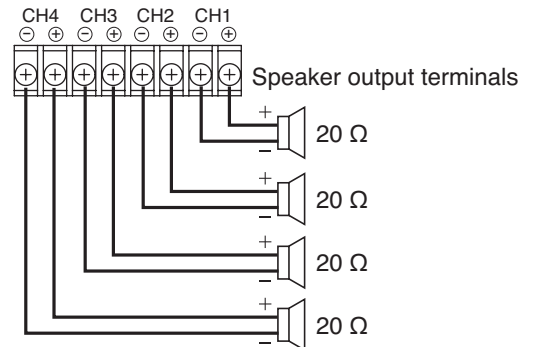 CH4 CH3 CH2 CH1
⊖ ⊕ ⊖ ⊕ ⊖ ⊕ ⊖ ⊕
Speaker output terminals
+
−
20 Ω
+
−
20 Ω
+
−
20 Ω
+
−
20 Ω